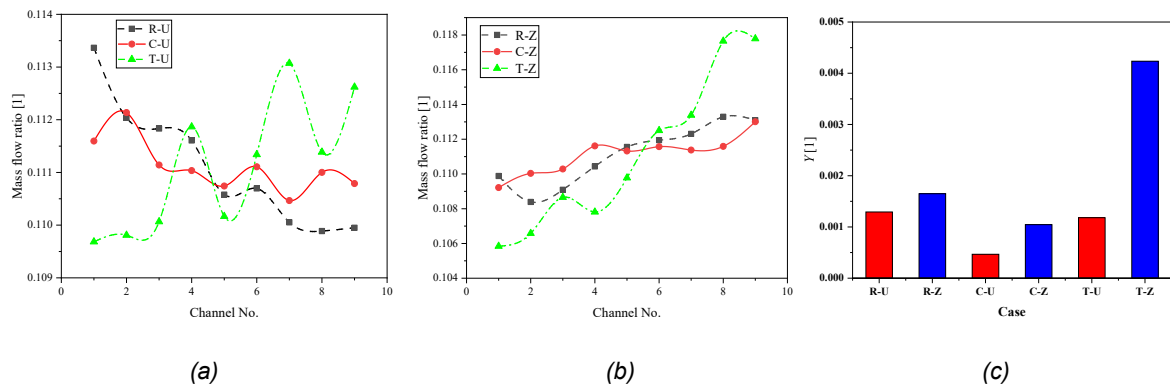 0.114
0.113
0.112
0.111
0.110
0.109
Mass flow ratio [1]
R-U
C-U
T-U
0 2 4 6 8 10
Channel No.
(a)
0.118
0.116
0.114
0.112
0.110
0.108
0.106
0.104
Mass flow ratio [1]
R-Z
C-Z
T-Z
0 2 4 6 8 10
Channel No.
(b)
0.005
0.004
0.003
0.002
0.001
0.000
Y [1]
R-U R-Z C-U C-Z T-U T-Z
Case
(c)